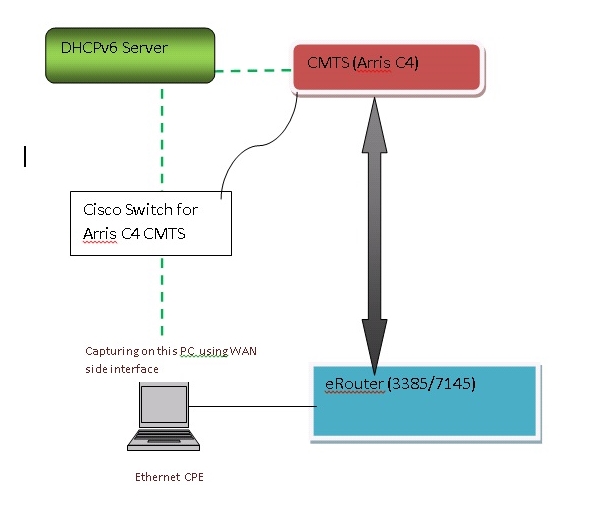 DHCPv6 Server
CMTS (Arris C4)
Cisco Switch for
Arris C4 CMTS
Capturing on this PC using WAN
side interface
eRouter (3385/7145)
Ethernet CPE